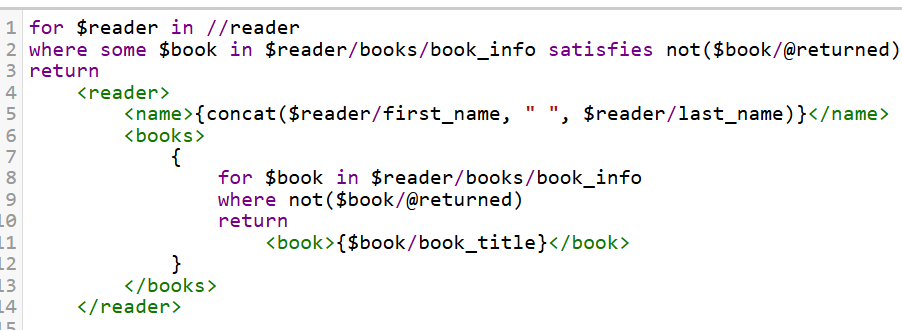 1 for $reader in //reader
2 where some $book in $reader/books/book_info satisfies not($book/@returned)
3 return
4     <reader>
5         <name>{concat($reader/first_name, " ", $reader/last_name)}</name>
6         <books>
7             {
8                 for $book in $reader/books/book_info
9                 where not($book/@returned)
10                 return
11                     <book>{$book/book_title}</book>
12             }
13         </books>
14     </reader>
15